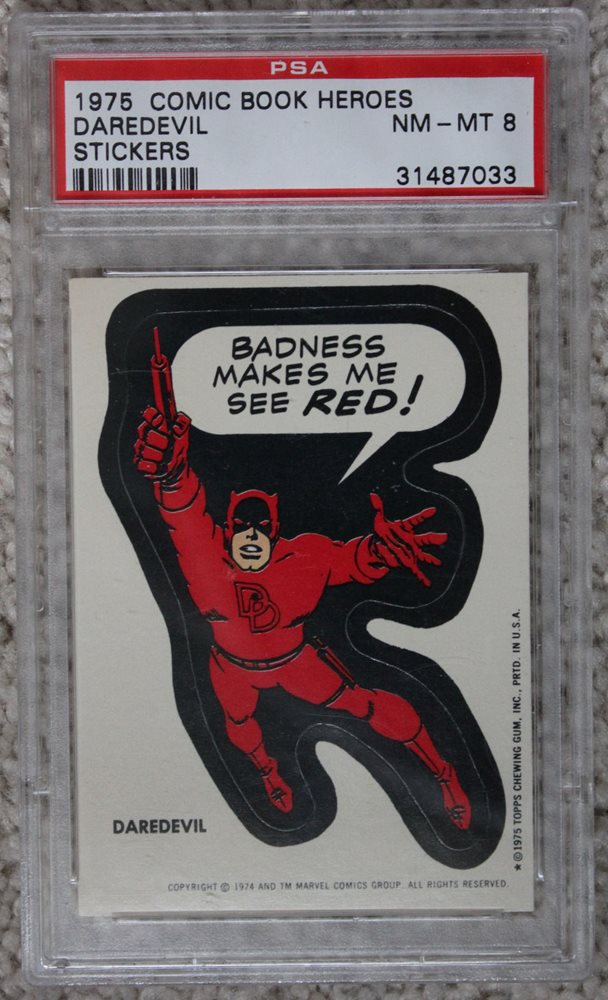 PSA
1975 COMIC BOOK HEROES
DAREDEVIL NM - MT 8
STICKERS
31487033
BADNESS
MAKES ME
SEE RED!
DD
DAREDEVIL
★ © 1975 TOPPS CHEWING GUM, INC., PRTD. IN U.S.A.
COPYRIGHT © 1974 AND TM MARVEL COMICS GROUP. ALL RIGHTS RESERVED.